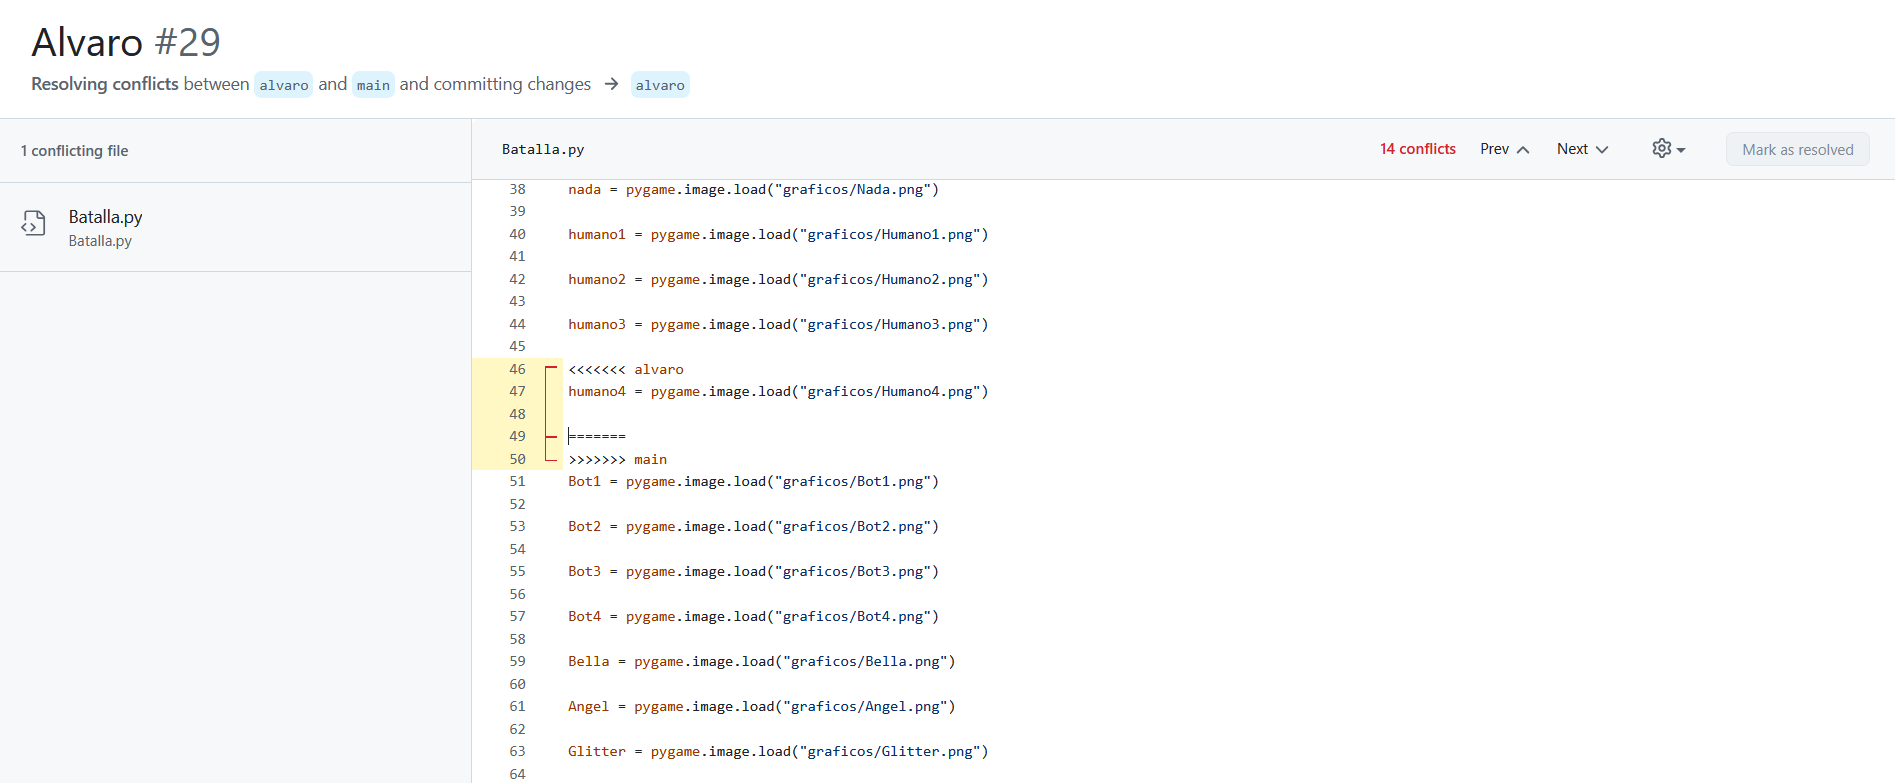 Alvaro #29
Resolving conflicts between alvaro and main and committing changes → alvaro
1 conflicting file
Batalla.py
Batalla.py
Batalla.py
14 conflicts Prev Next Mark as resolved
38 nada = pygame.image.load("graficos/Nada.png")
39
40 humano1 = pygame.image.load("graficos/Humano1.png")
41
42 humano2 = pygame.image.load("graficos/Humano2.png")
43
44 humano3 = pygame.image.load("graficos/Humano3.png")
45
46 <<<<<<< alvaro
47 humano4 = pygame.image.load("graficos/Humano4.png")
48
49 =======
50 >>>>>>> main
51 Bot1 = pygame.image.load("graficos/Bot1.png")
52
53 Bot2 = pygame.image.load("graficos/Bot2.png")
54
55 Bot3 = pygame.image.load("graficos/Bot3.png")
56
57 Bot4 = pygame.image.load("graficos/Bot4.png")
58
59 Bella = pygame.image.load("graficos/Bella.png")
60
61 Angel = pygame.image.load("graficos/Angel.png")
62
63 Glitter = pygame.image.load("graficos/Glitter.png")
64